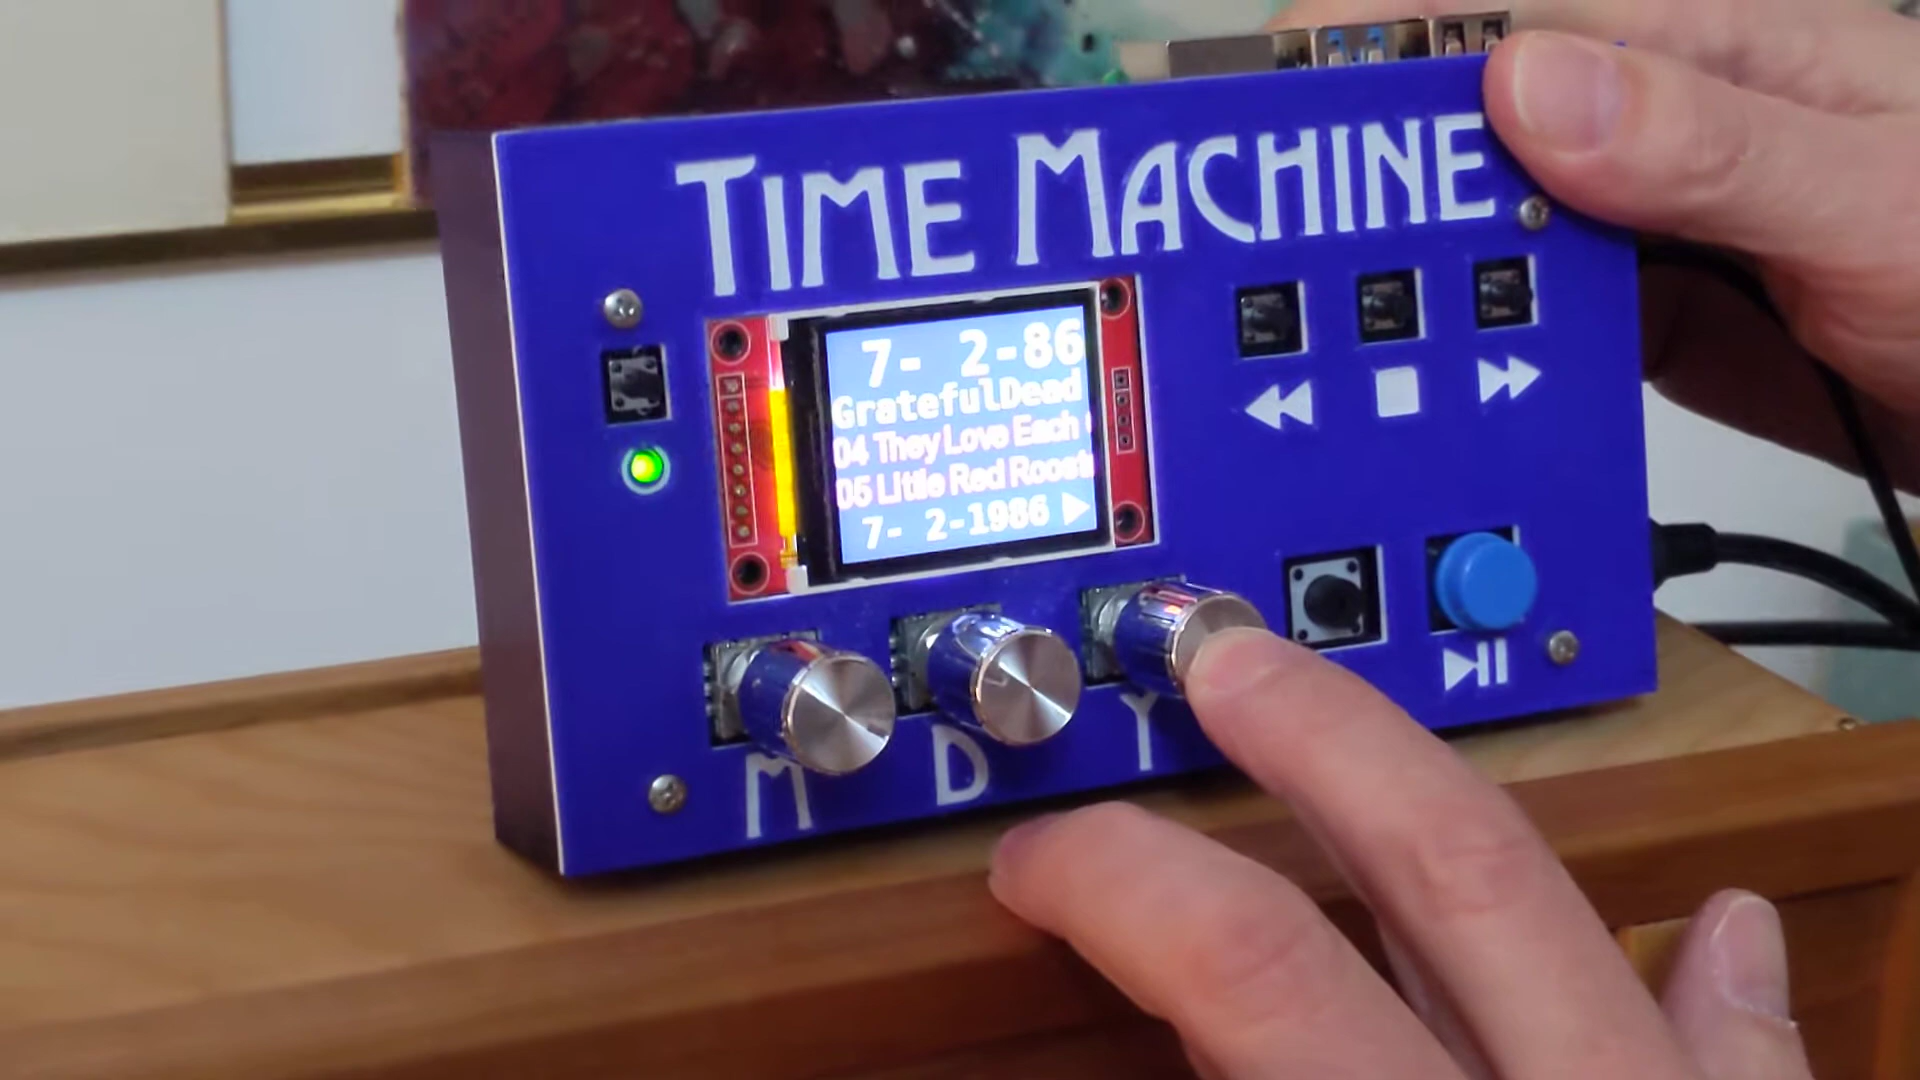 TIME MACHINE
7- 2-86
GratefulDead
04 They Love Each
05 Little Red Roost
7- 2-1986
M D Y